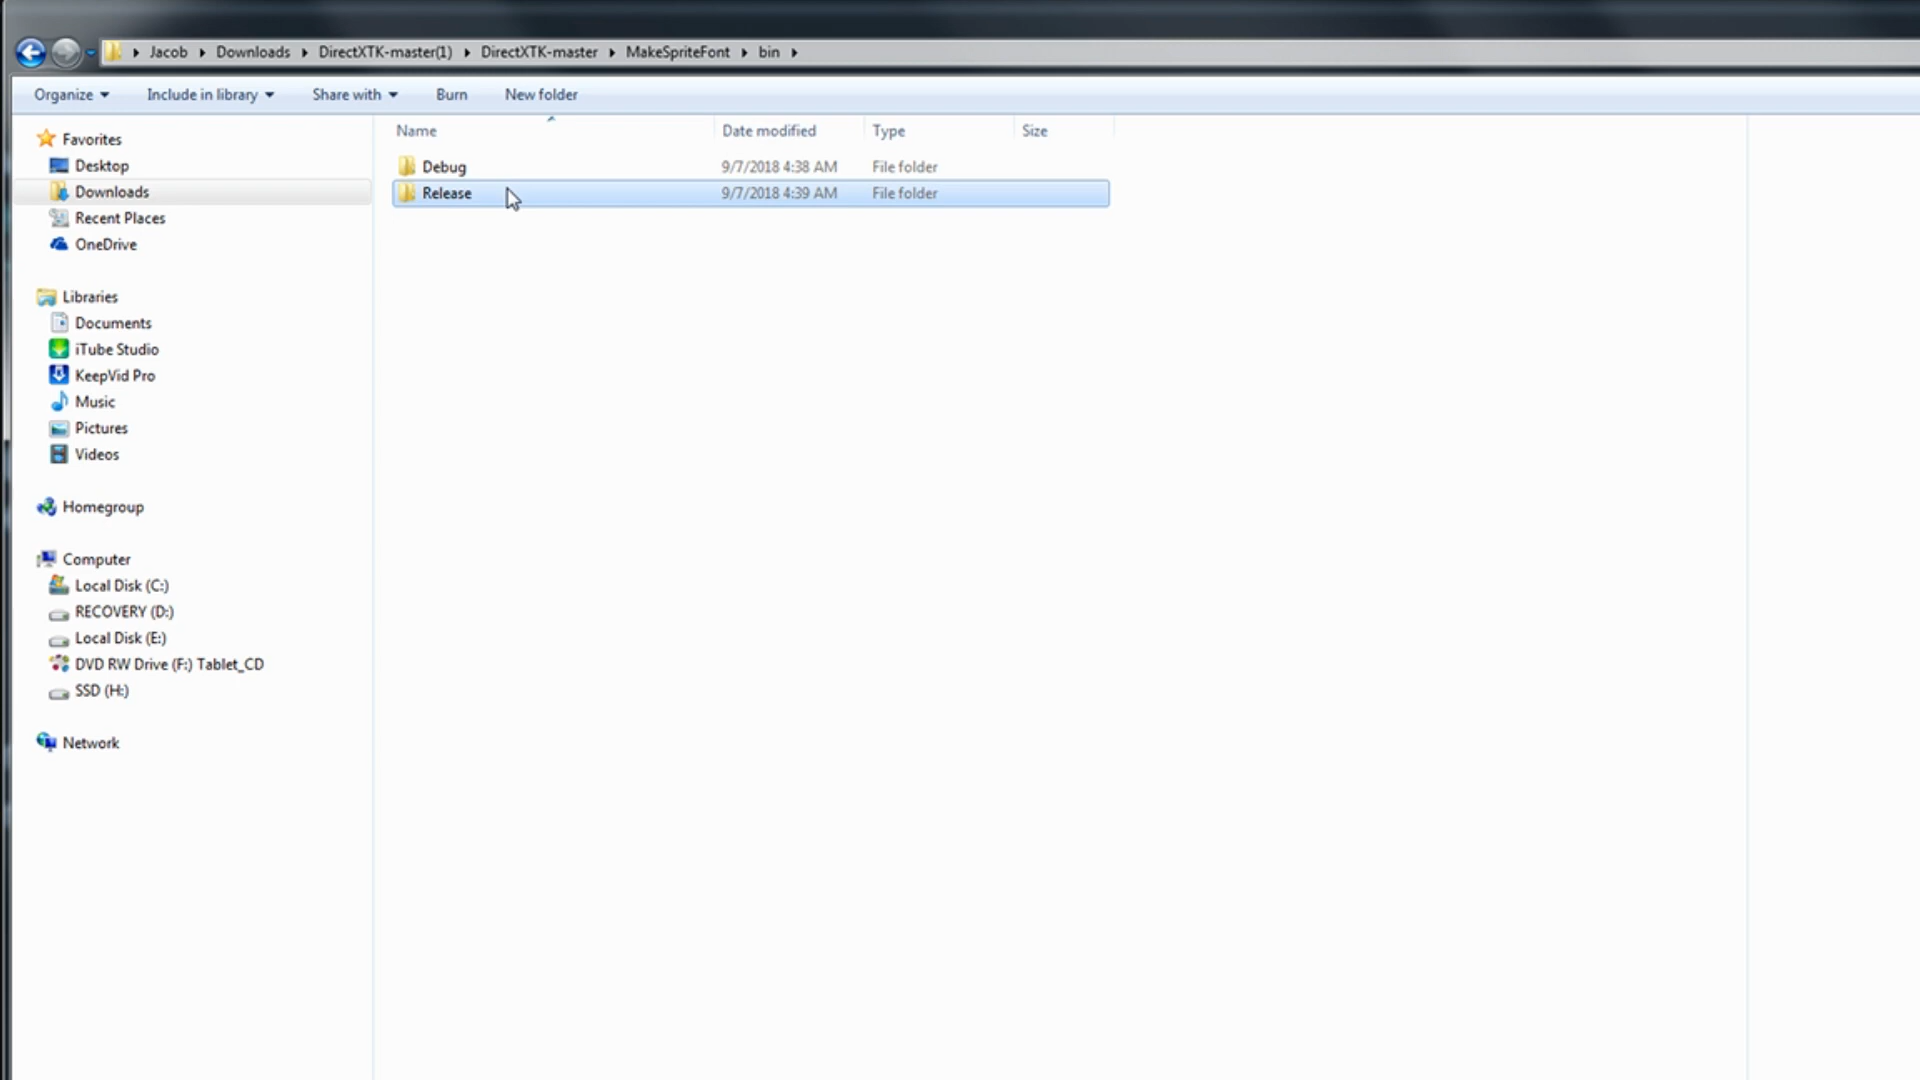 Jacob Downloads DirectXTK-master(1) DirectXTK-master MakeSpriteFont bin
Organize Include in library Share with Burn New folder
Name Date modified Type Size
Debug 9/7/2018 4:38 AM File folder
Release 9/7/2018 4:39 AM File folder
Favorites
Desktop
Downloads
Recent Places
OneDrive
Libraries
Documents
iTube Studio
KeepVid Pro
Music
Pictures
Videos
Homegroup
Computer
Local Disk (C:)
RECOVERY (D:)
Local Disk (E:)
DVD RW Drive (F:) Tablet_CD
SSD (H:)
Network